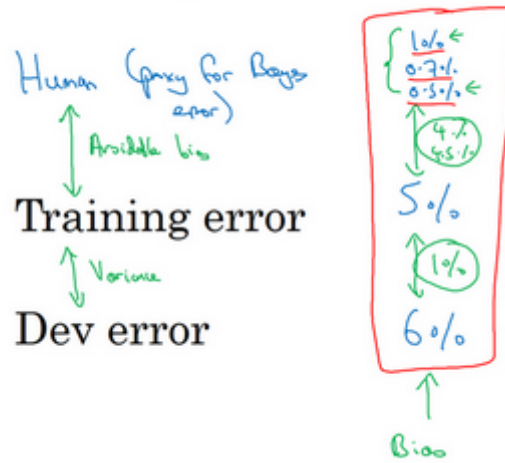 Human (proxy for Bayes error)
1%
0.7%
0.5%
Avoidable bias
4%
4.5%
Training error
5%
Variance
1%
Dev error
6%
Bias